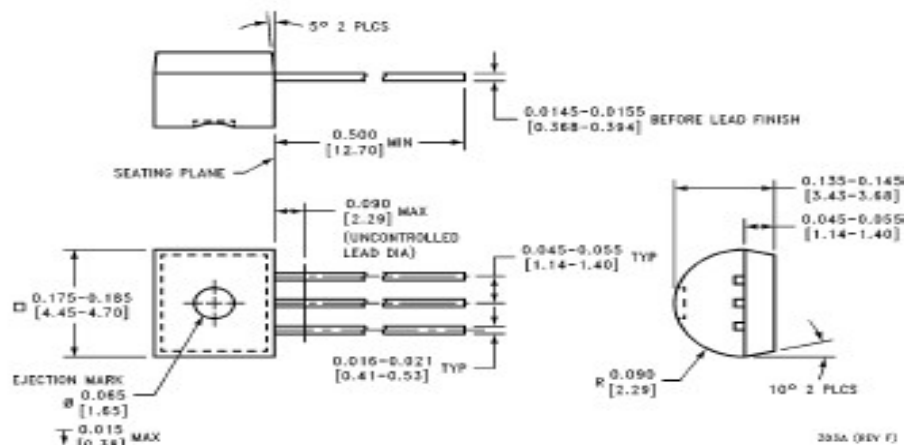 5° 2 PLCS
0.0145-0.0155
[0.368-0.394] BEFORE LEAD FINISH
0.500
[12.70] MIN
SEATING PLANE
0.090
[2.29] MAX
(UNCONTROLLED
LEAD DIA)
0.135-0.145
[3.43-3.68]
0.045-0.055
[1.14-1.40]
0.045-0.055
[1.14-1.40] TYP
0.175-0.185
[4.45-4.70]
0.016-0.021
[0.41-0.53] TYP
EJECTION MARK
ø 0.065
[1.65]
0.015
[0.38] MAX
R 0.090
[2.29]
10° 2 PLCS
(REV F)